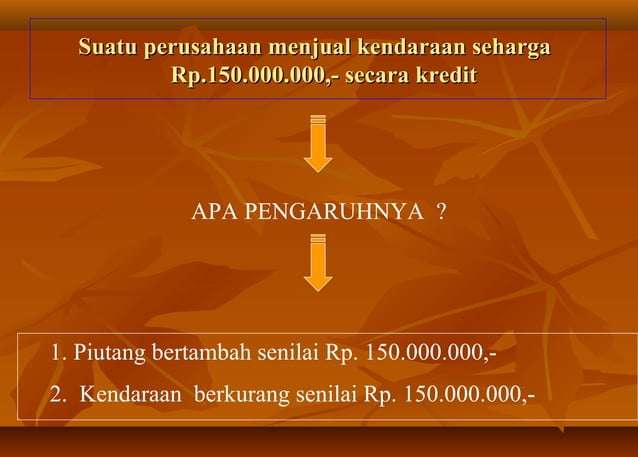 Suatu perusahaan menjual kendaraan seharga
Rp.150.000.000,- secara kredit
APA PENGARUHNYA ?
1. Piutang bertambah senilai Rp. 150.000.000,-
2. Kendaraan berkurang senilai Rp. 150.000.000,-